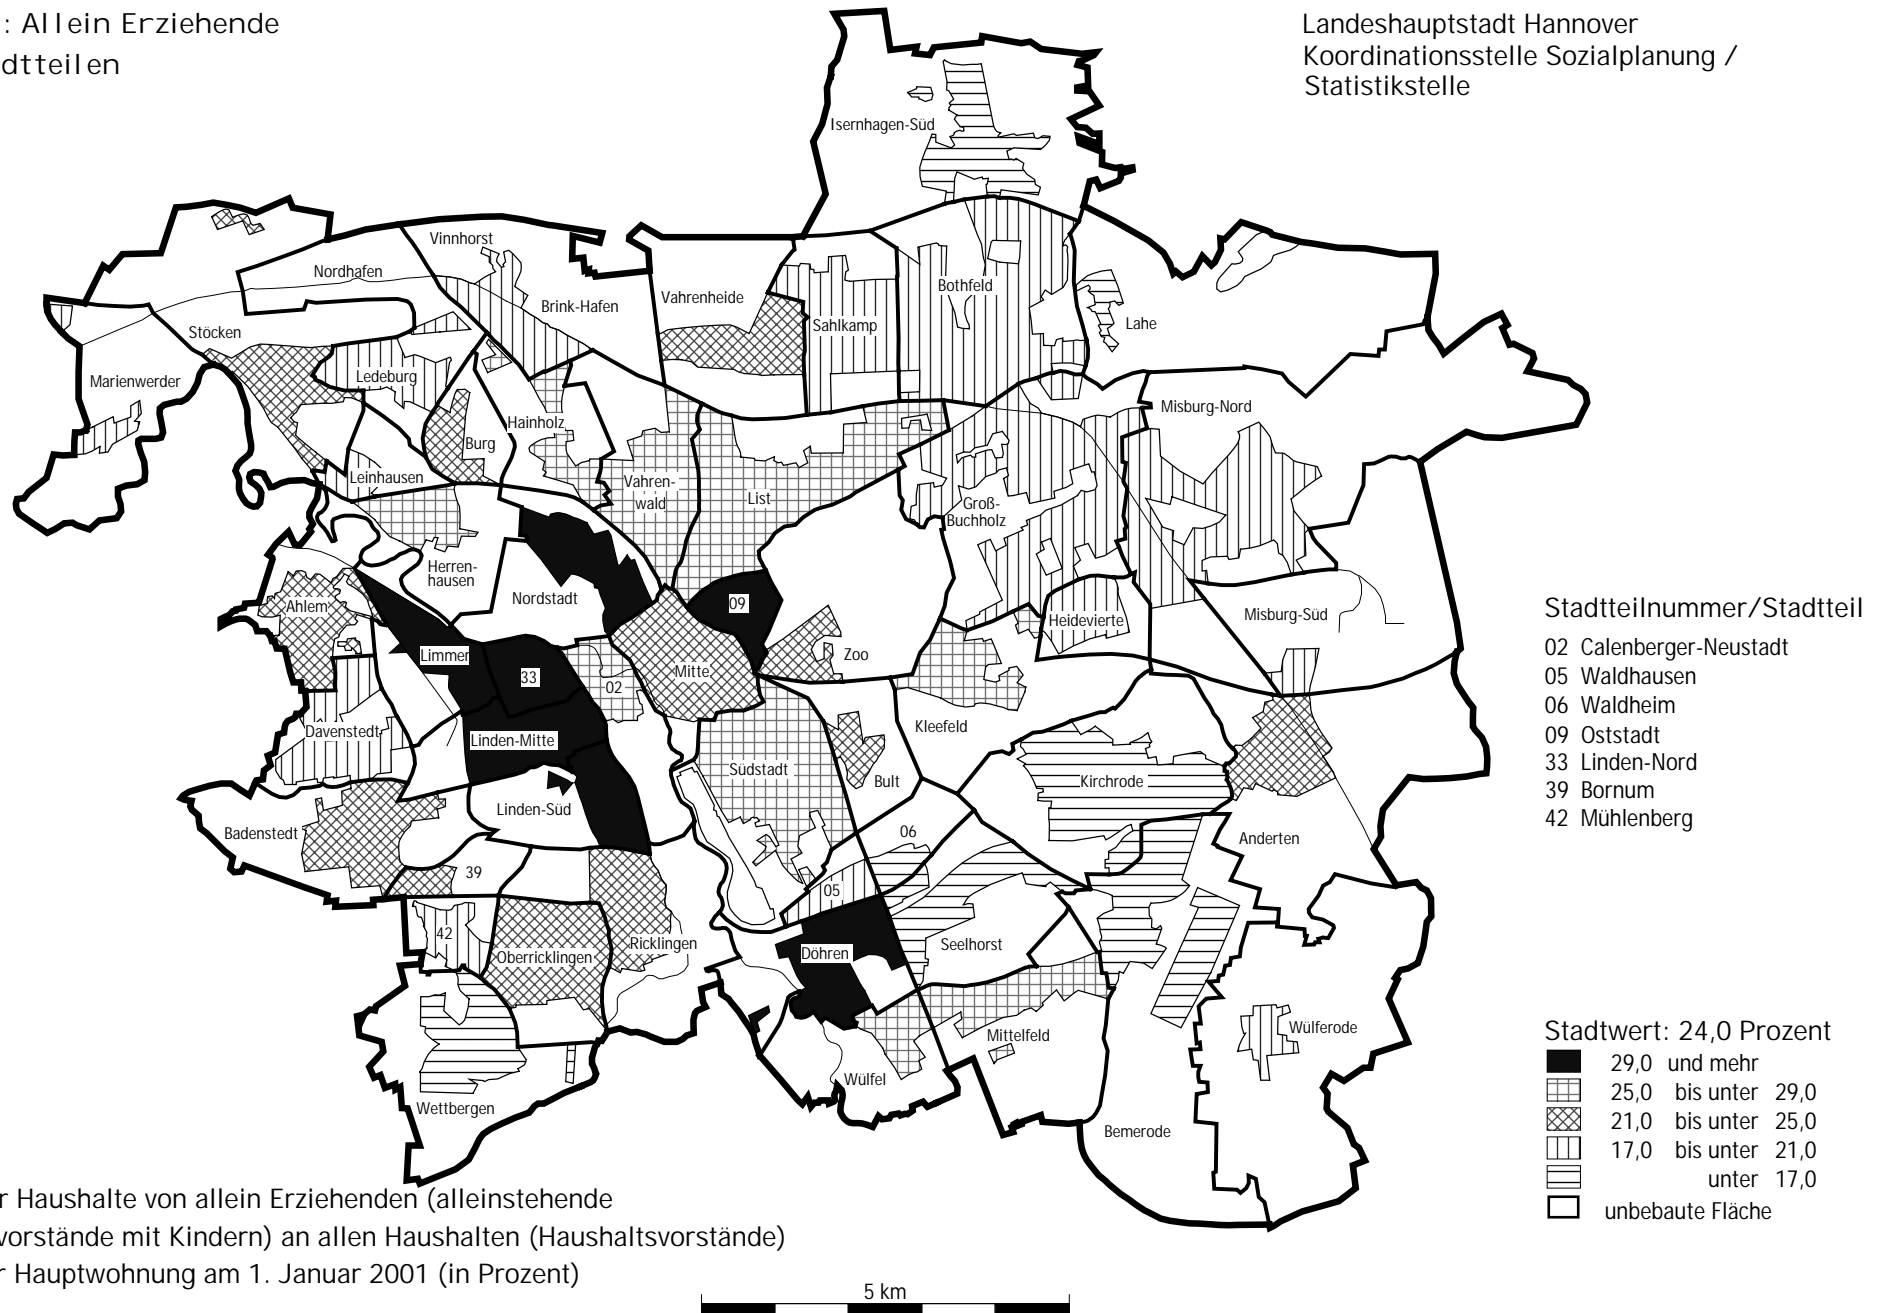 : Allein Erziehende
dtteilen
Landeshauptstadt Hannover
Koordinationsstelle Sozialplanung /
Statistikstelle
Isernhagen-Süd
Vinnhorst
Nordhafen
Brink-Hafen
Vahrenheide
Bothfeld
Sahlkamp
Lahe
Stöcken
Marienwerder
Ledeburg
Misburg-Nord
Hainholz
Burg
Leinhausen
Vahren-
wald
List
Groß-
Buchholz
Herren-
hausen
Nordstadt
Ahlem
09
Heidevierte
Misburg-Süd
Limmer
Zoo
33
Mitte
02
Davenstedt
Linden-Mitte
Kleefeld
Südstadt
Bult
Kirchrode
Linden-Süd
Badenstedt
06
Anderten
39
05
42
Oberricklingen
Ricklingen
Döhren
Seelhorst
Mittelfeld
Wülferode
Wülfel
Wettbergen
Bemerode
Stadtteilnummer/Stadtteil
02 Calenberger-Neustadt
05 Waldhausen
06 Waldheim
09 Oststadt
33 Linden-Nord
39 Bornum
42 Mühlenberg
Stadtwert: 24,0 Prozent
29,0 und mehr
25,0 bis unter 29,0
21,0 bis unter 25,0
17,0 bis unter 21,0
unter 17,0
unbebaute Fläche
r Haushalte von allein Erziehenden (alleinstehende
vorstände mit Kindern) an allen Haushalten (Haushaltsvorstände)
r Hauptwohnung am 1. Januar 2001 (in Prozent)
5 km